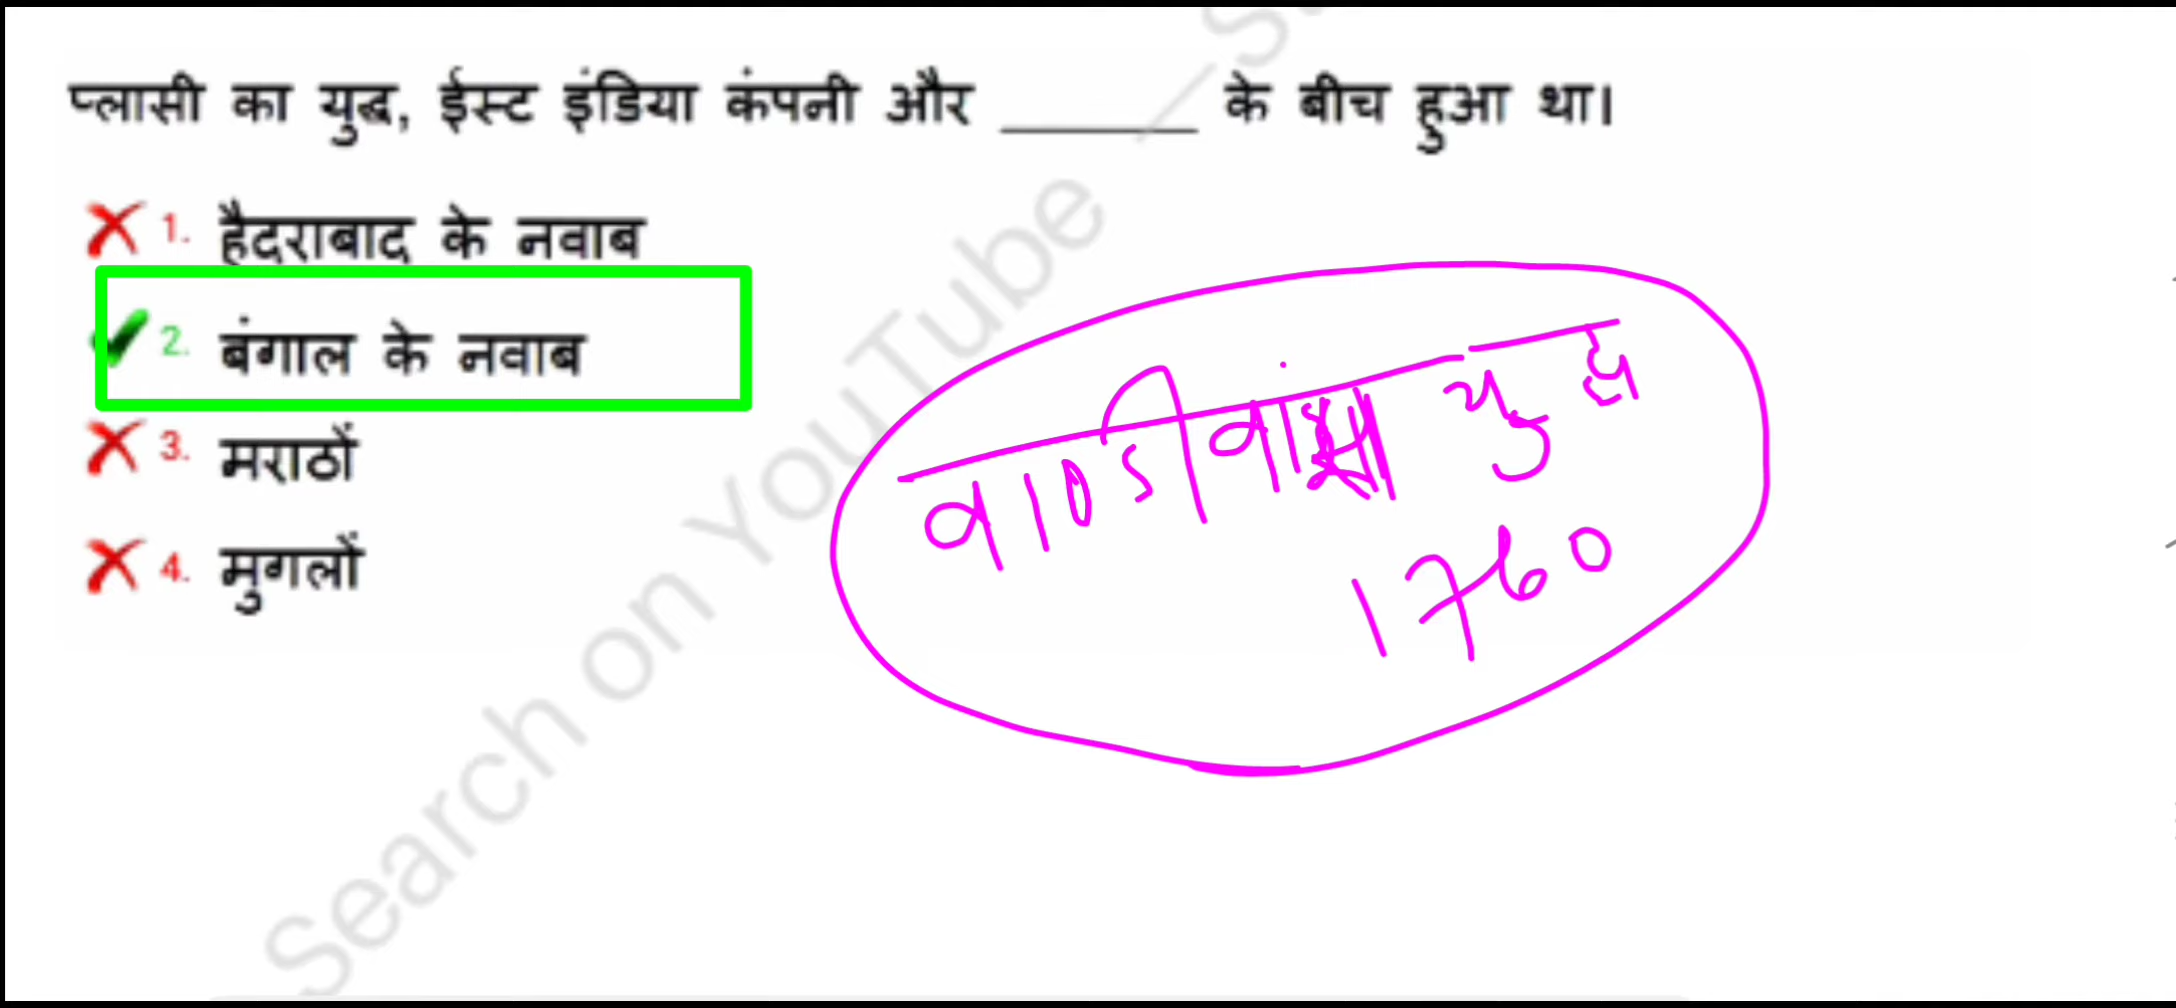 प्लासी का युद्ध, ईस्ट इंडिया कंपनी और ______ के बीच हुआ था।
1. हैदराबाद के नवाब
2. बंगाल के नवाब
3. मराठों
4. मुगलों
युद्ध
1760
Search on YouTube